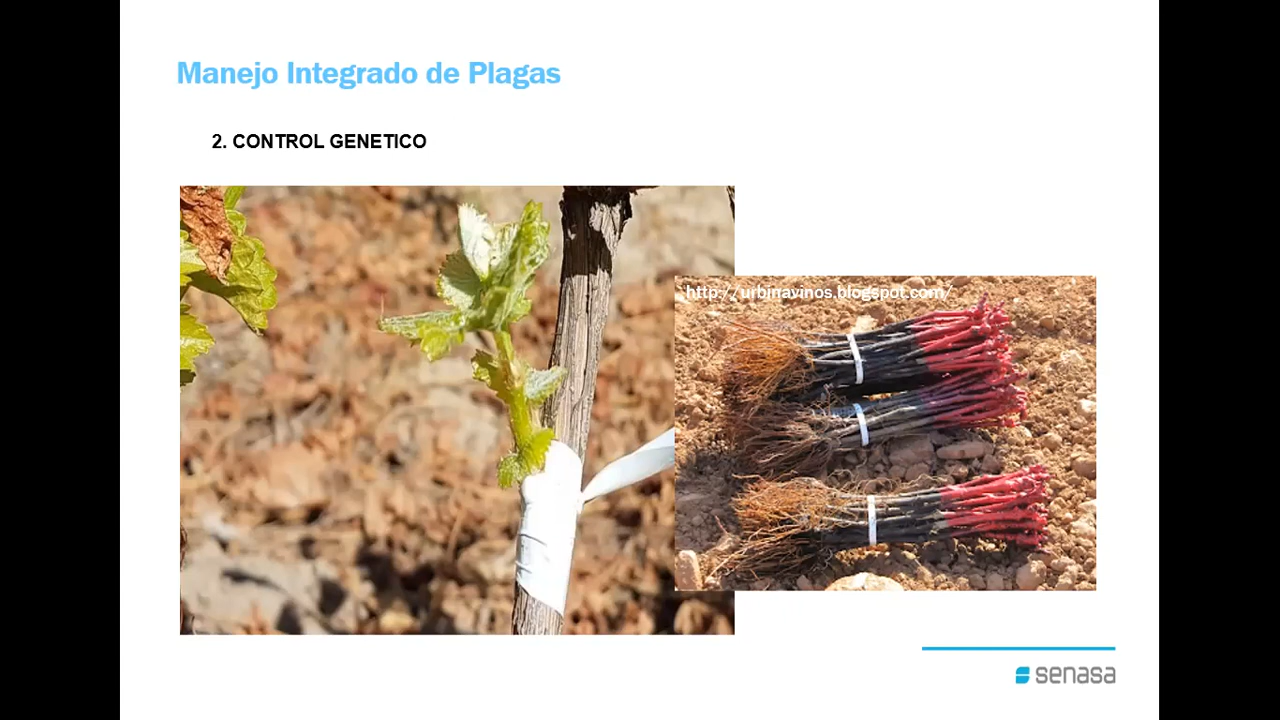 Manejo Integrado de Plagas
2. CONTROL GENETICO
http://urbinavinos.blogspot.com/
senasa